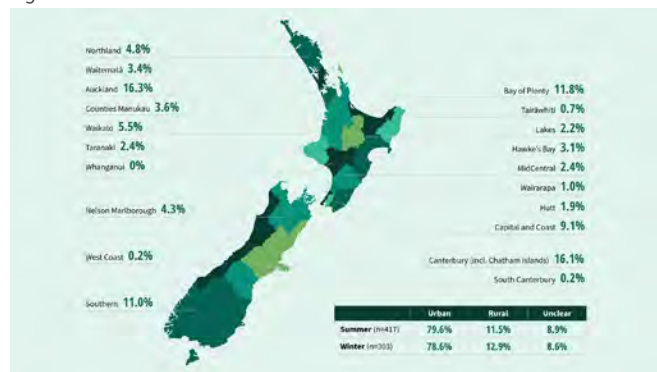 Northland 4.8%
Waitematā 3.4%
Auckland 16.3%
Counties Manukau 3.6%
Waikato 5.5%
Taranaki 2.4%
Whanganui 0%
Nelson Marlborough 4.3%
West Coast 0.2%
Southern 11.0%
Bay of Plenty 11.8%
Tairāwhiti 0.7%
Lakes 2.2%
Hawke's Bay 3.1%
MidCentral 2.4%
Wairarapa 1.0%
Hutt 1.9%
Capital and Coast 9.1%
Canterbury (incl. Chatham Islands) 16.1%
South Canterbury 0.2%
Urban Rural Unclear
Summer (n=417) 79.6% 11.5% 8.9%
Winter (n=303) 78.6% 12.9% 8.6%